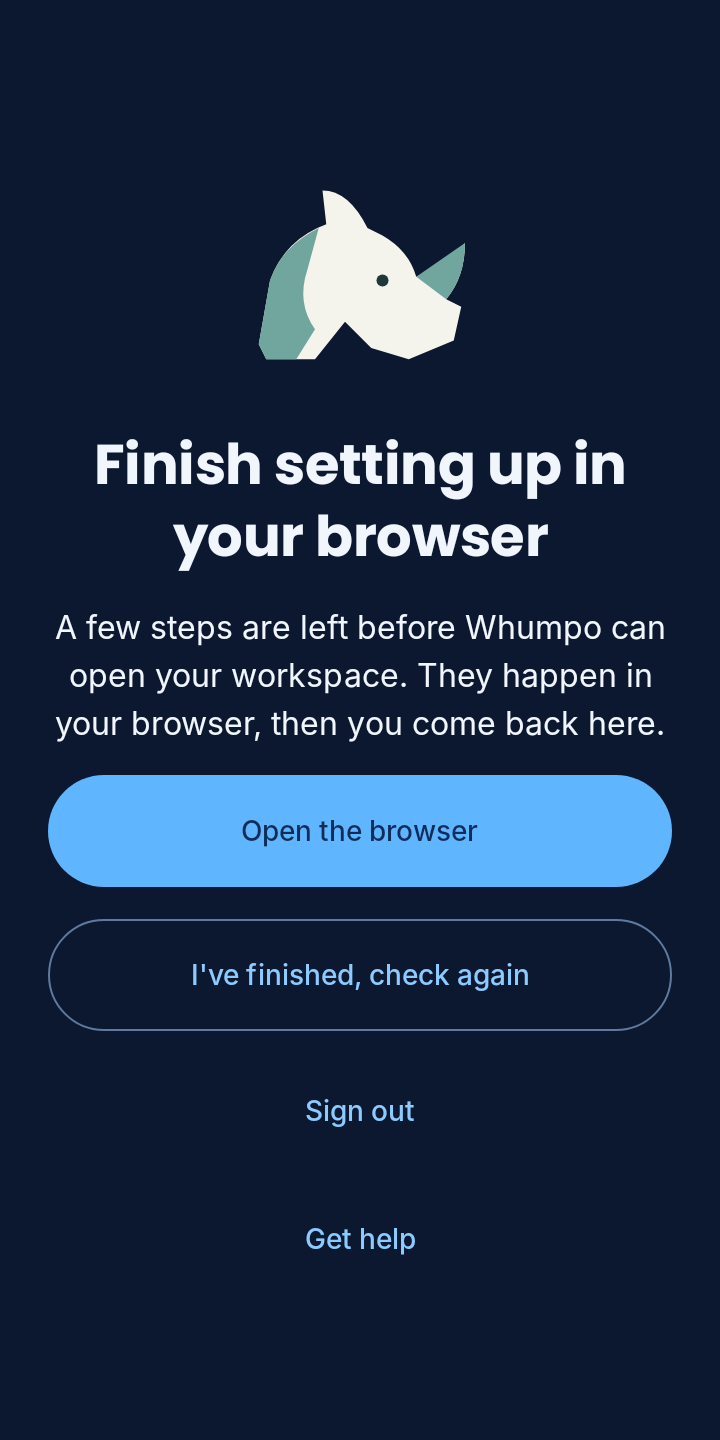 Finish setting up in
your browser
A few steps are left before Whumpo can
open your workspace. They happen in
your browser, then you come back here.
Open the browser
I've finished, check again
Sign out
Get help